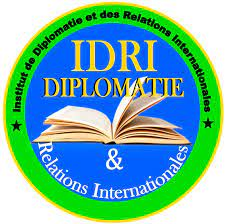 Institut de Diplomatie et des Relations Internationales
IDRI
DIPLOMATIE
&
Relations Internationales